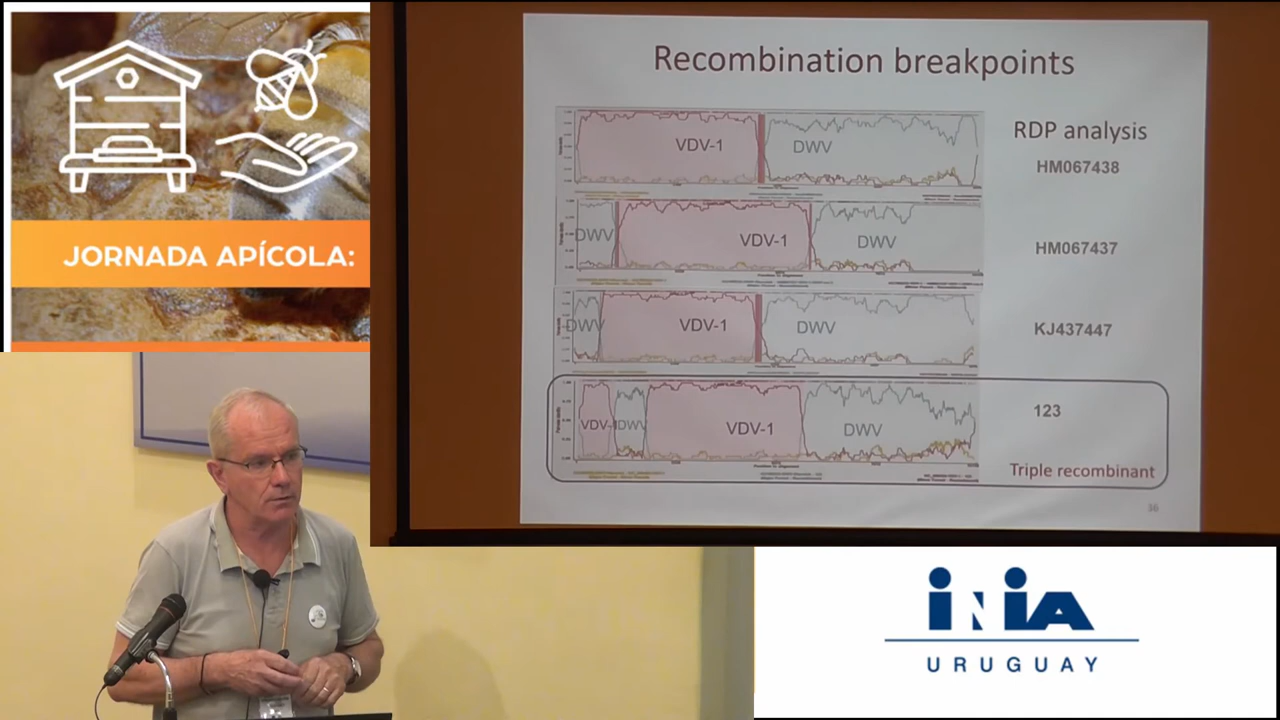 JORNADA APÍCOLA:
Recombination breakpoints
RDP analysis
VDV-1
DWV
HM067438
DWV
VDV-1
DWV
HM067437
DWV
VDV-1
DWV
KJ437447
VDV-1
DWV
VDV-1
DWV
123
Triple recombinant
36
INIA
URUGUAY